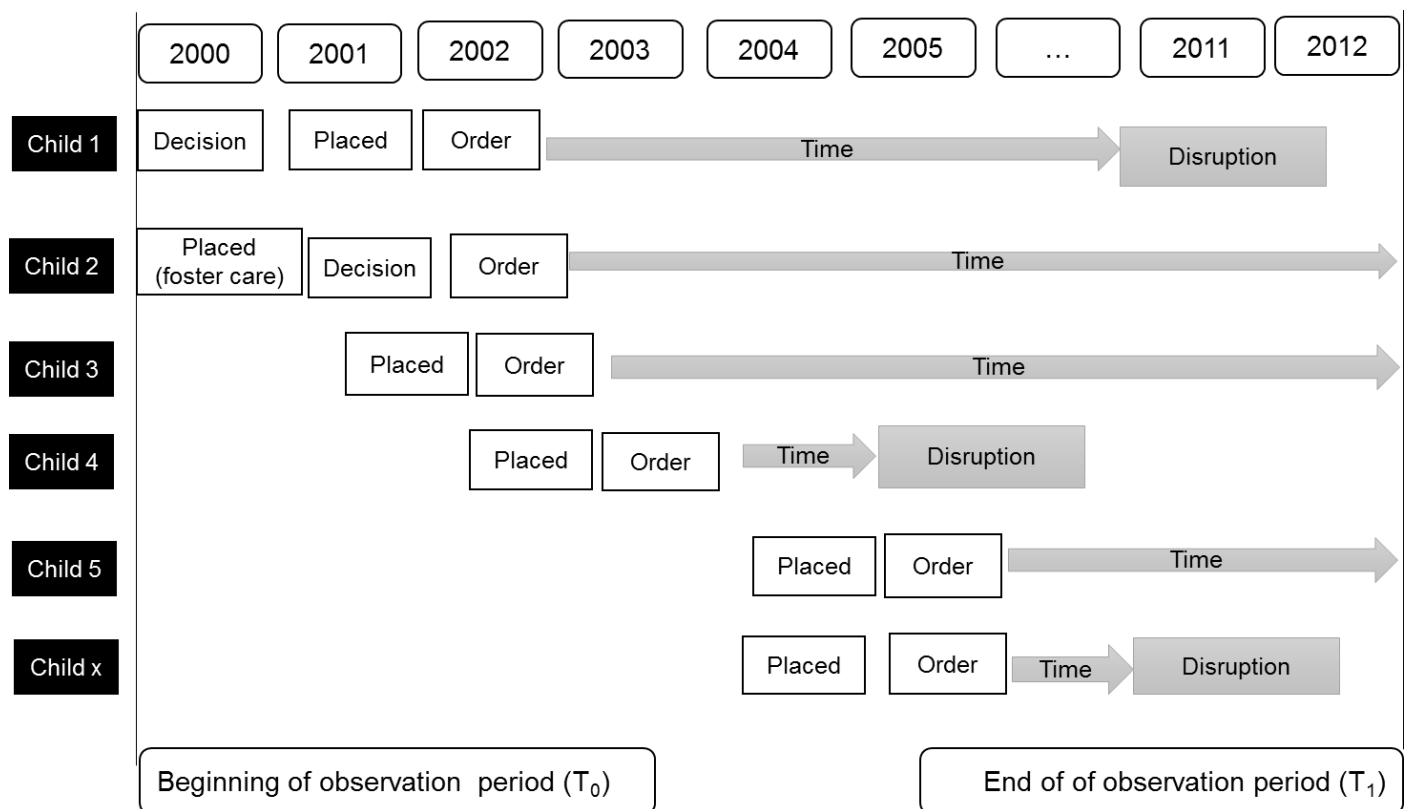 2000
2001
2002
2003
2004
2005
...
2011
2012
Child 1
Decision
Placed
Order
Time
Disruption
Child 2
Placed
(foster care)
Decision
Order
Time
Child 3
Placed
Order
Time
Child 4
Placed
Order
Time
Disruption
Child 5
Placed
Order
Time
Child x
Placed
Order
Time
Disruption
Beginning of observation period (T₀)
End of of observation period (T₁)